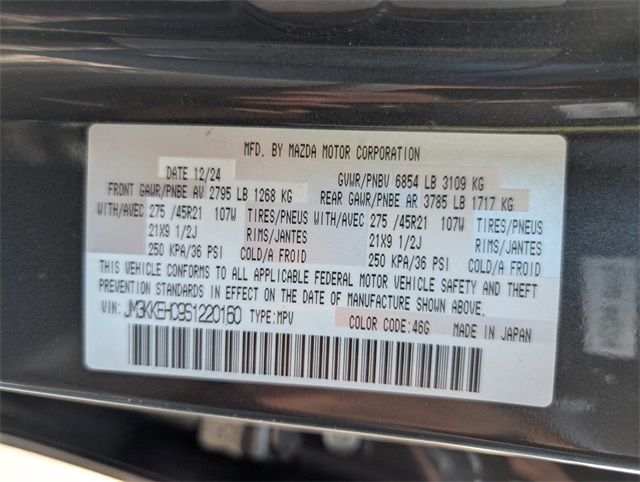 MFD. BY MAZDA MOTOR CORPORATION
DATE 12/24 GVWR/PNBV 6854 LB 3109 KG
FRONT GAWR/PNBE AV 2795 LB 1268 KG REAR GAWR/PNBE AR 3785 LB 1717 KG
WITH/AVEC 275 /45R21 107W TIRES/PNEUS WITH/AVEC 275 /45R21 107W TIRES/PNEUS
21X9 1/2J RIMS/JANTES 21X9 1/2J RIMS/JANTES
250 KPA/36 PSI COLD/A FROID 250 KPA/36 PSI COLD/A FROID
THIS VEHICLE CONFORMS TO ALL APPLICABLE FEDERAL MOTOR VEHICLE SAFETY AND THEFT
PREVENTION STANDARDS IN EFFECT ON THE DATE OF MANUFACTURE SHOWN ABOVE.
VIN: JM3KKEHC9S1220160 TYPE:MPV COLOR CODE:46G MADE IN JAPAN